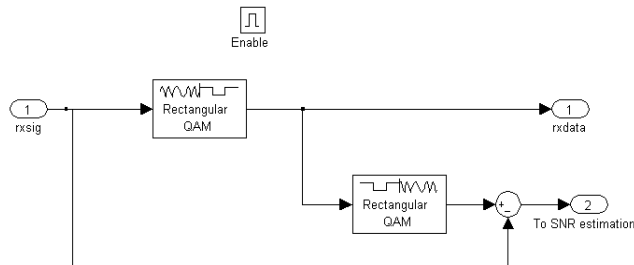 Enable
1
rxsig
Rectangular
QAM
1
rxdata
Rectangular
QAM
+
−
2
To SNR estimation